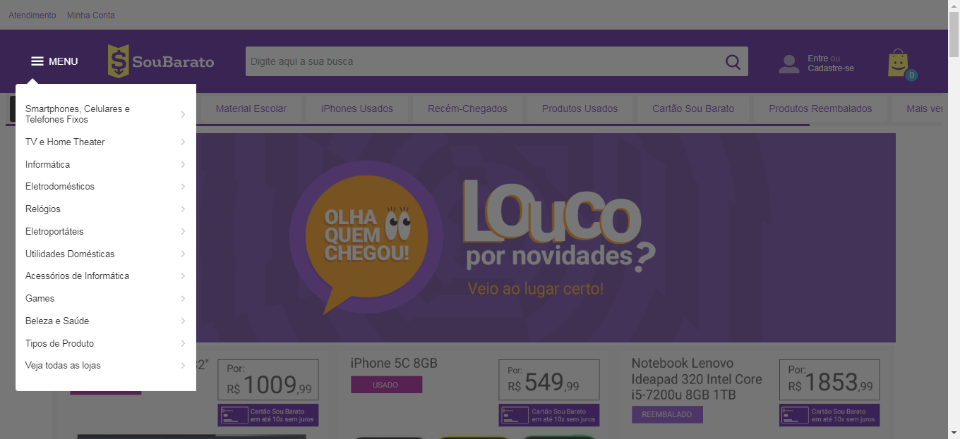 Atendimento Minha Conta
MENU
SouBarato
Digite aqui a sua busca
Entre ou
Cadastre-se
0
Material Escolar iPhones Usados Recém-Chegados Produtos Usados Cartão Sou Barato Produtos Reembalados Mais ver
Smartphones, Celulares e
Telefones Fixos
TV e Home Theater
Informática
Eletrodomésticos
Relógios
Eletroportáteis
Utilidades Domésticas
Acessórios de Informática
Games
Beleza e Saúde
Tipos de Produto
Veja todas as lojas
OLHA
QUEM
CHEGOU!
LOUCO
por novidades?
Veio ao lugar certo!
2"
Por:
R$ 1009,99
Cartão Sou Barato
em até 10x sem juros
iPhone 5C 8GB
USADO
Por:
R$ 549,99
Cartão Sou Barato
em até 10x sem juros
Notebook Lenovo
Ideapad 320 Intel Core
i5-7200u 8GB 1TB
REEMBALADO
Por:
R$ 1853,99
Cartão Sou Barato
em até 10x sem juros